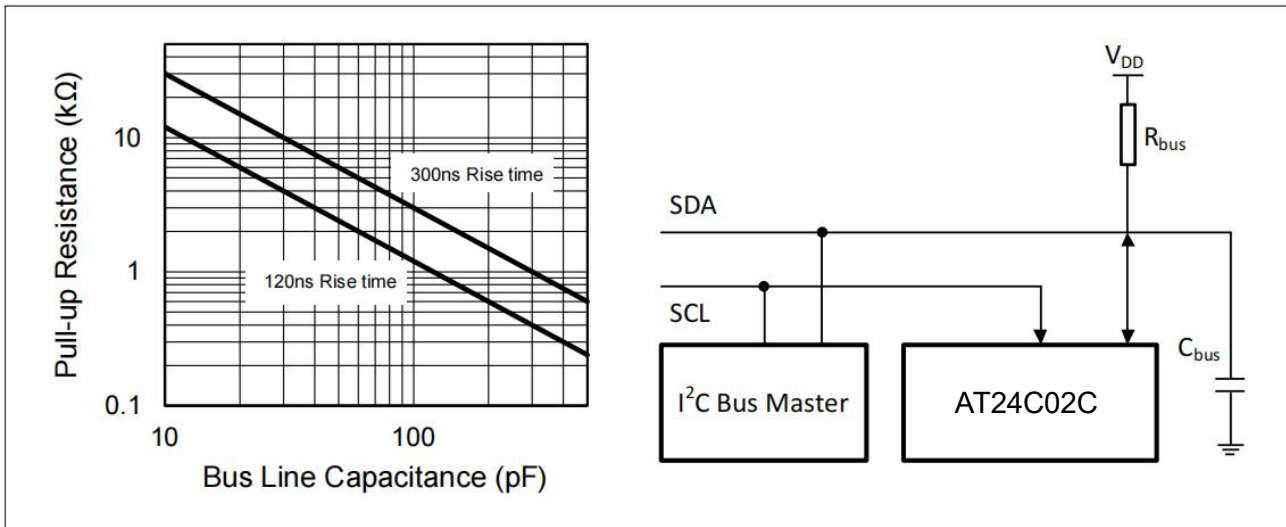 Pull-up Resistance (kΩ)
10
1
0.1
300ns Rise time
120ns Rise time
10
100
Bus Line Capacitance (pF)
VDD
Rbus
SDA
SCL
Cbus
I²C Bus Master
AT24C02C